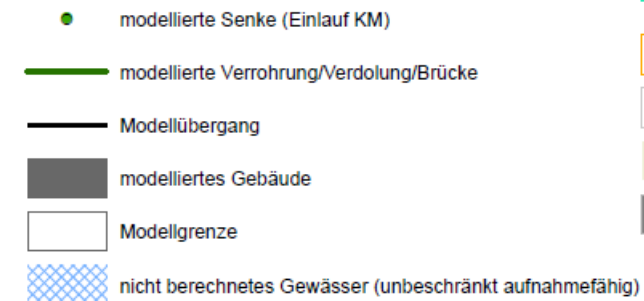 modellierte Senke (Einlauf KM)
modellierte Verrohrung/Verdolung/Brücke
Modellübergang
modelliertes Gebäude
Modellgrenze
nicht berechnetes Gewässer (unbeschränkt aufnahmefähig)